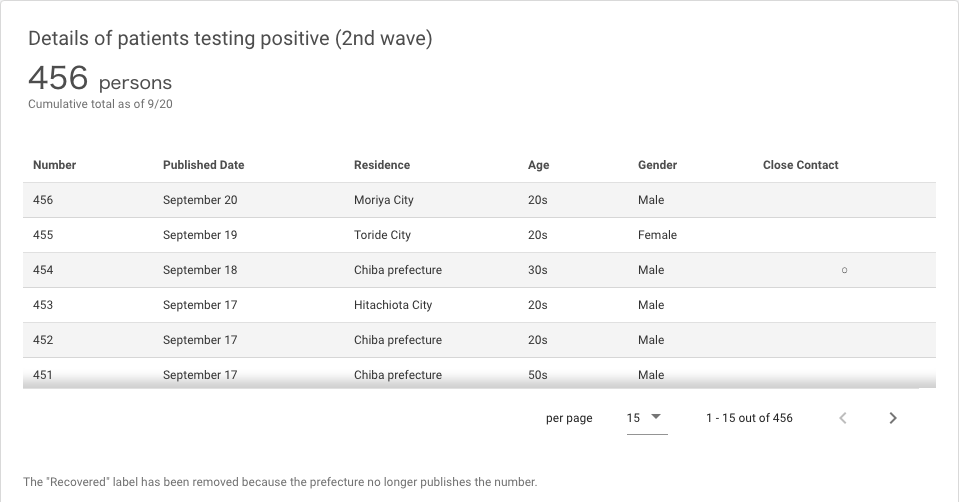 Details of patients testing positive (2nd wave)
456 persons
Cumulative total as of 9/20
Number Published Date Residence Age Gender Close Contact
456 September 20 Moriya City 20s Male
455 September 19 Toride City 20s Female
454 September 18 Chiba prefecture 30s Male ○
453 September 17 Hitachiota City 20s Male
452 September 17 Chiba prefecture 20s Male
451 September 17 Chiba prefecture 50s Male
per page 15 1 - 15 out of 456
The "Recovered" label has been removed because the prefecture no longer publishes the number.